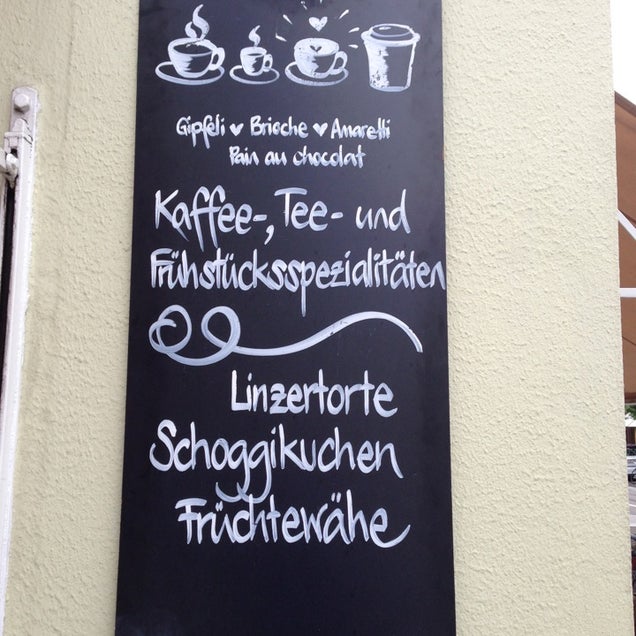 Gipfeli ♥ Brioche ♥ Amaretti
Pain au chocolat
Kaffee-, Tee- und
Frühstücksspezialitäten
Linzertorte
Schoggikuchen
Früchtewähe